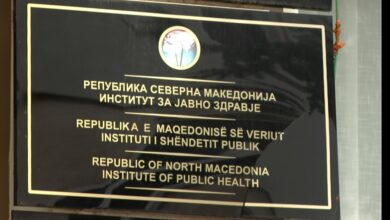 РЕПУБЛИКА СЕВЕРНА МАКЕДОНИЈА
ИНСТИТУТ ЗА ЈАВНО ЗДРАВЈЕ
REPUBLIKA E MAQEDONISË SË VERIUT
INSTITUTI I SHËNDETIT PUBLIK
REPUBLIC OF NORTH MACEDONIA
INSTITUTE OF PUBLIC HEALTH